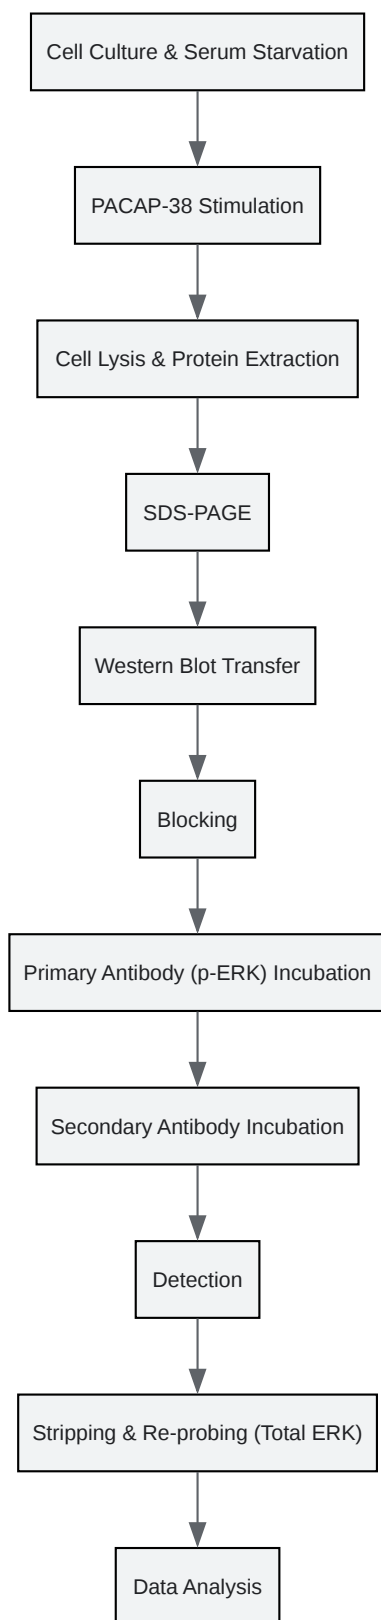 Cell Culture & Serum Starvation
PACAP-38 Stimulation
Cell Lysis & Protein Extraction
SDS-PAGE
Western Blot Transfer
Blocking
Primary Antibody (p-ERK) Incubation
Secondary Antibody Incubation
Detection
Stripping & Re-probing (Total ERK)
Data Analysis